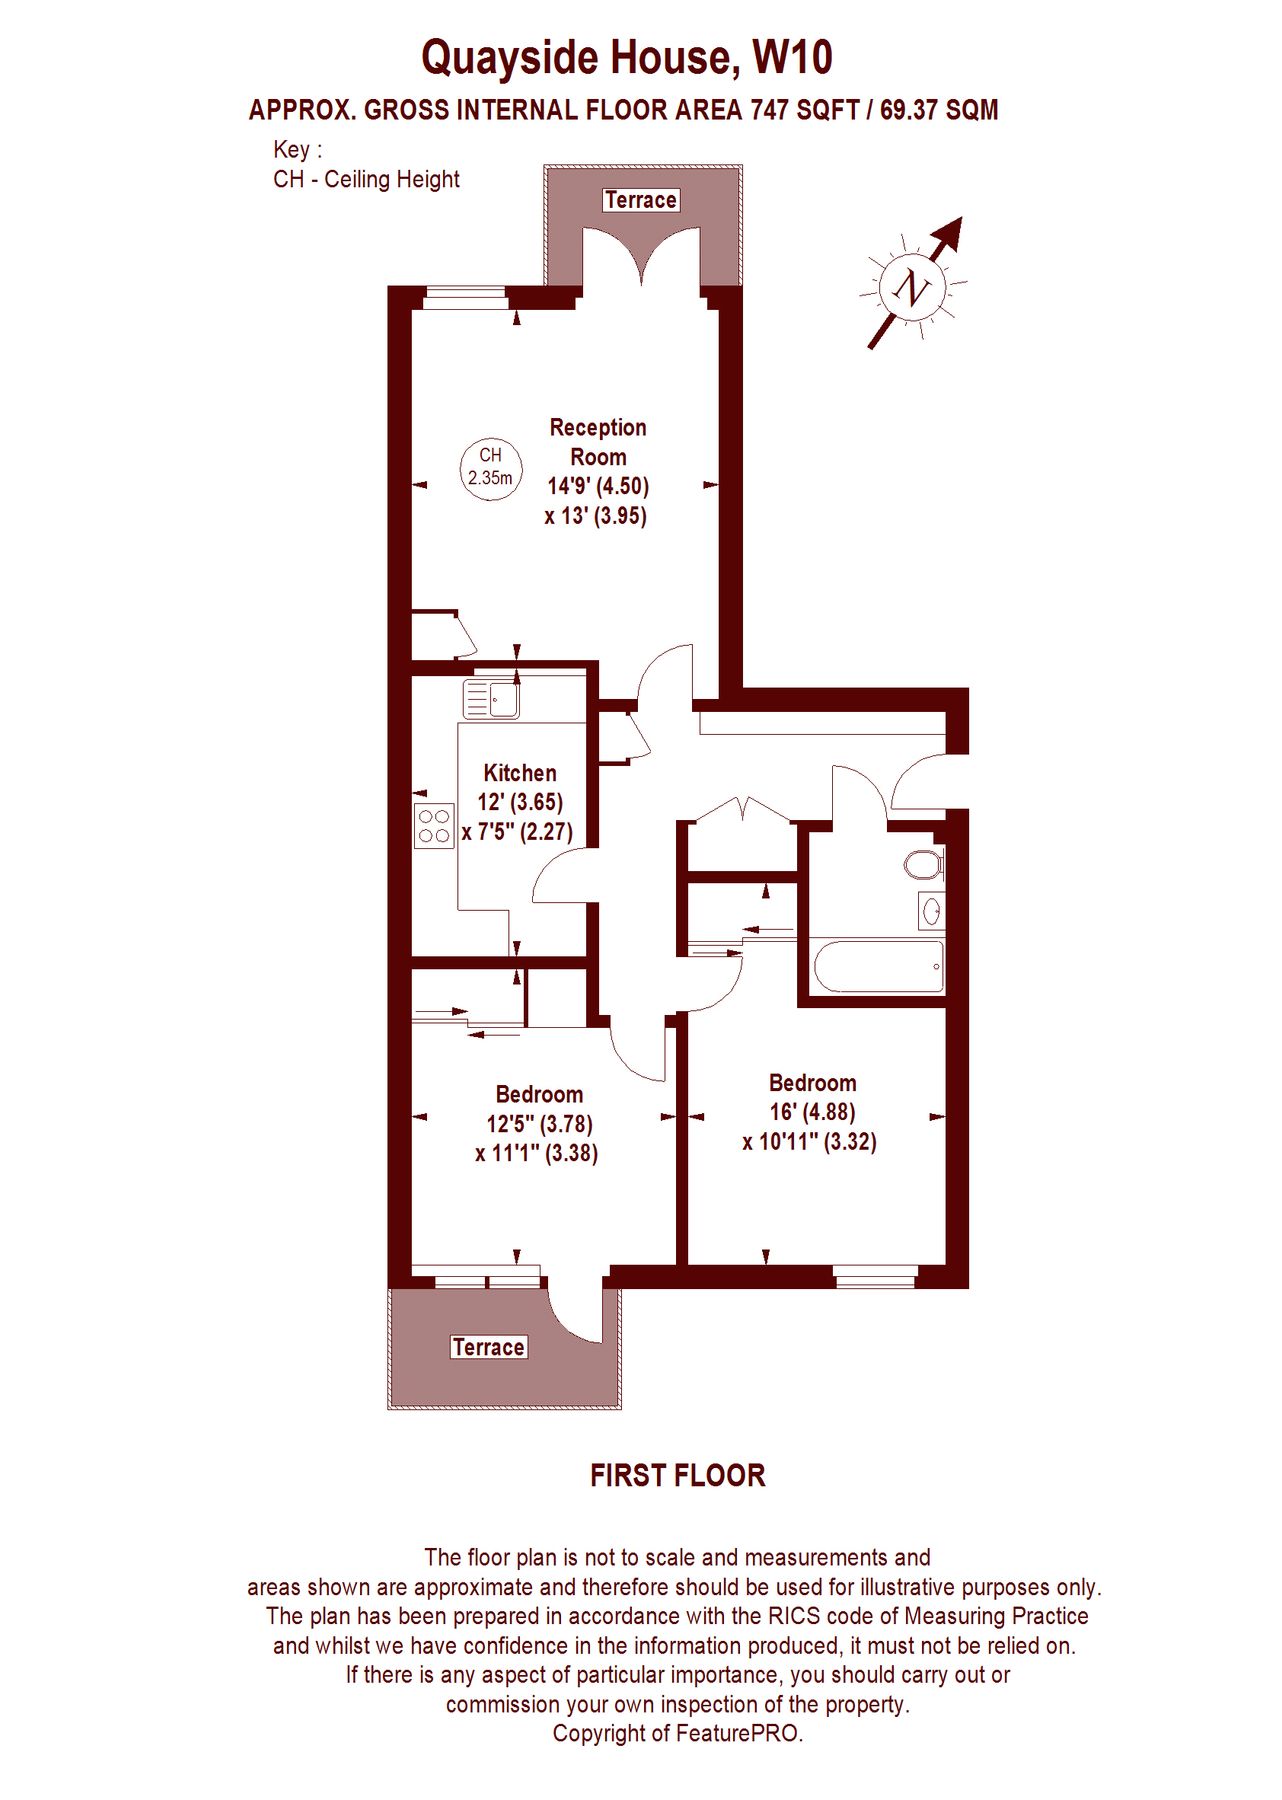 Quayside House, W10
APPROX. GROSS INTERNAL FLOOR AREA 747 SQFT / 69.37 SQM
Key :
CH - Ceiling Height
Terrace
N
Reception
Room
14'9' (4.50)
x 13' (3.95)
CH
2.35m
Kitchen
12' (3.65)
x 7'5" (2.27)
Bedroom
12'5" (3.78)
x 11'1" (3.38)
Bedroom
16' (4.88)
x 10'11" (3.32)
Terrace
FIRST FLOOR
The floor plan is not to scale and measurements and
areas shown are approximate and therefore should be used for illustrative purposes only.
The plan has been prepared in accordance with the RICS code of Measuring Practice
and whilst we have confidence in the information produced, it must not be relied on.
If there is any aspect of particular importance, you should carry out or
commission your own inspection of the property.
Copyright of FeaturePRO.